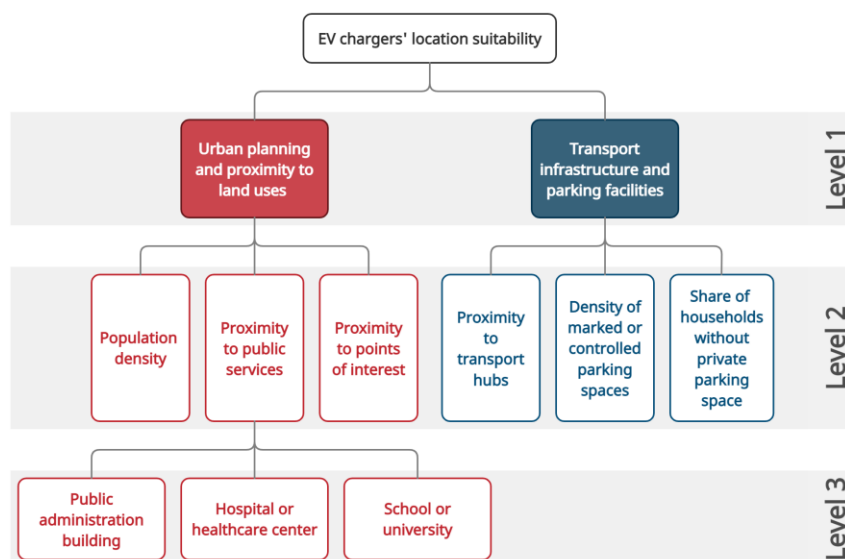 EV chargers' location suitability
Level 1
Urban planning
and proximity to
land uses
Transport
infrastructure and
parking facilities
Level 2
Population
density
Proximity
to public
services
Proximity
to points
of interest
Proximity
to
transport
hubs
Density of
marked or
controlled
parking
spaces
Share of
households
without
private
parking
space
Level 3
Public
administration
building
Hospital or
healthcare center
School or
university